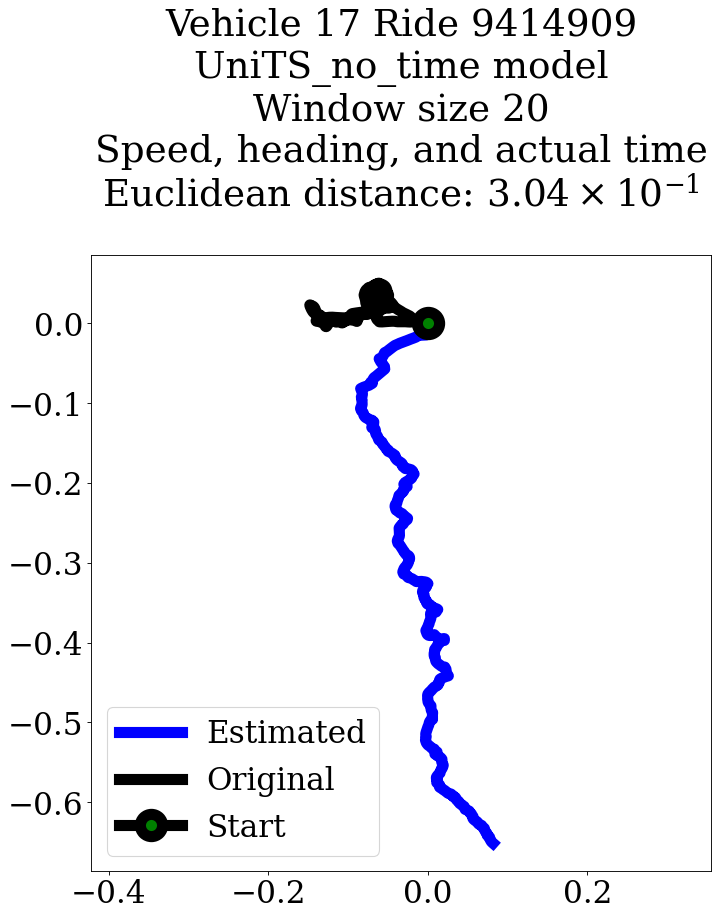 Vehicle 17 Ride 9414909
UniTS_no_time model
Window size 20
Speed, heading, and actual time
Euclidean distance: 3.04 × 10⁻¹
0.0
−0.1
−0.2
−0.3
−0.4
−0.5
−0.6
Estimated
Original
Start
−0.4 −0.2 0.0 0.2